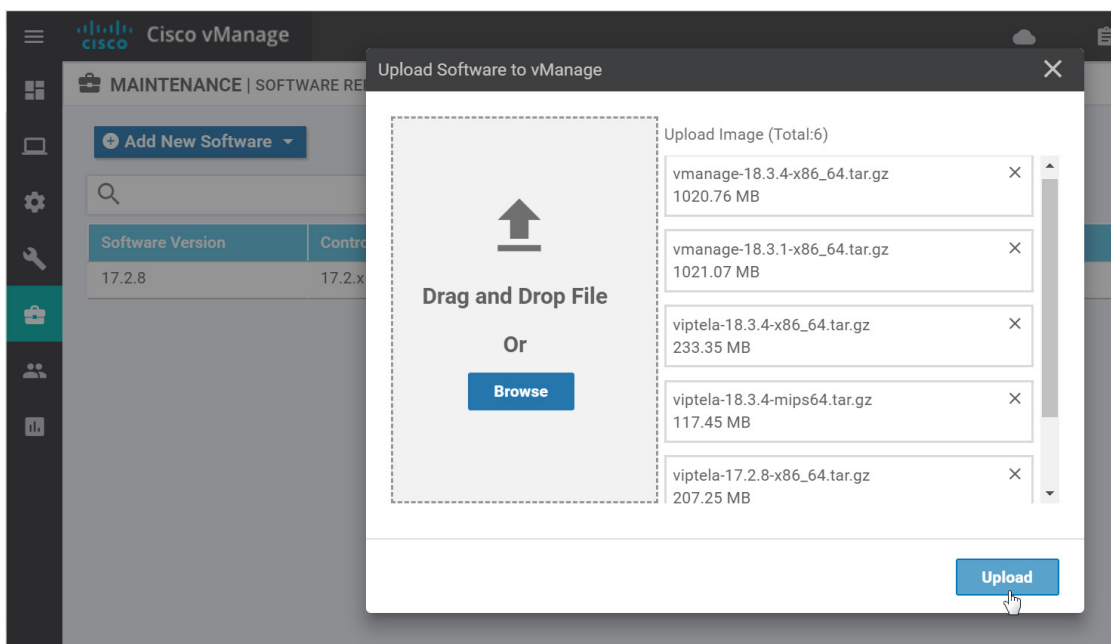 CISCO Cisco vManage
MAINTENANCE | SOFTWARE RE
Add New Software
Software Version Contro
17.2.8 17.2.x
Upload Software to vManage
Drag and Drop File
Or
Browse
Upload Image (Total:6)
vmanage-18.3.4-x86_64.tar.gz
1020.76 MB
vmanage-18.3.1-x86_64.tar.gz
1021.07 MB
viptela-18.3.4-x86_64.tar.gz
233.35 MB
viptela-18.3.4-mips64.tar.gz
117.45 MB
viptela-17.2.8-x86_64.tar.gz
207.25 MB
Upload